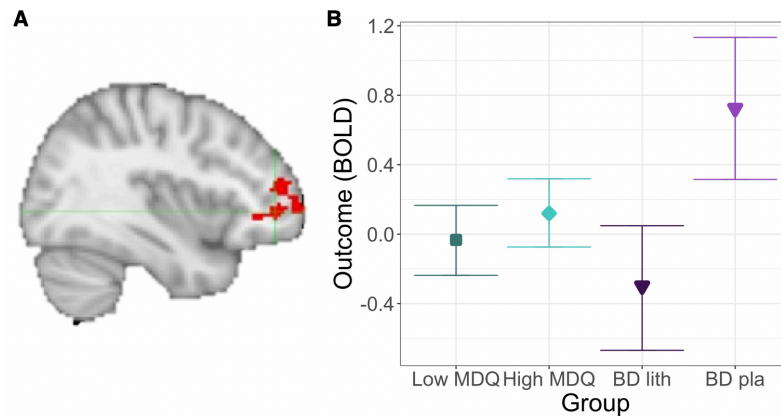 A
B
Outcome (BOLD)
1.2
0.8
0.4
0.0
-0.4
Low MDQ High MDQ BD lith BD pla
Group